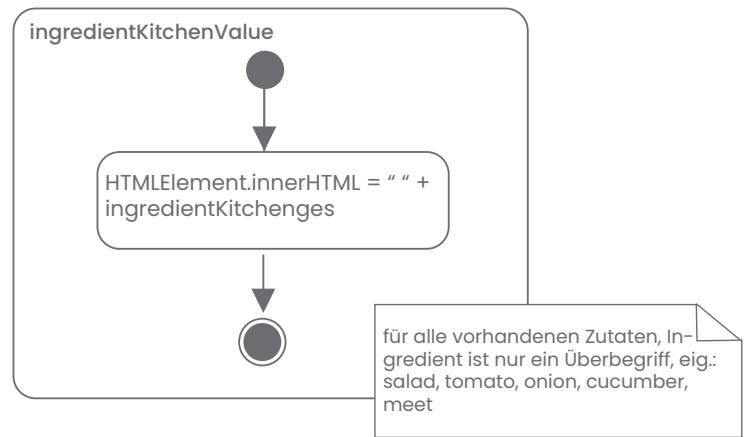 ingredientKitchenValue
HTMLElement.innerHTML = “ “ +
ingredientKitchenges
für alle vorhandenen Zutaten, In-
gredient ist nur ein Überbegriff, eig.:
salad, tomato, onion, cucumber,
meet